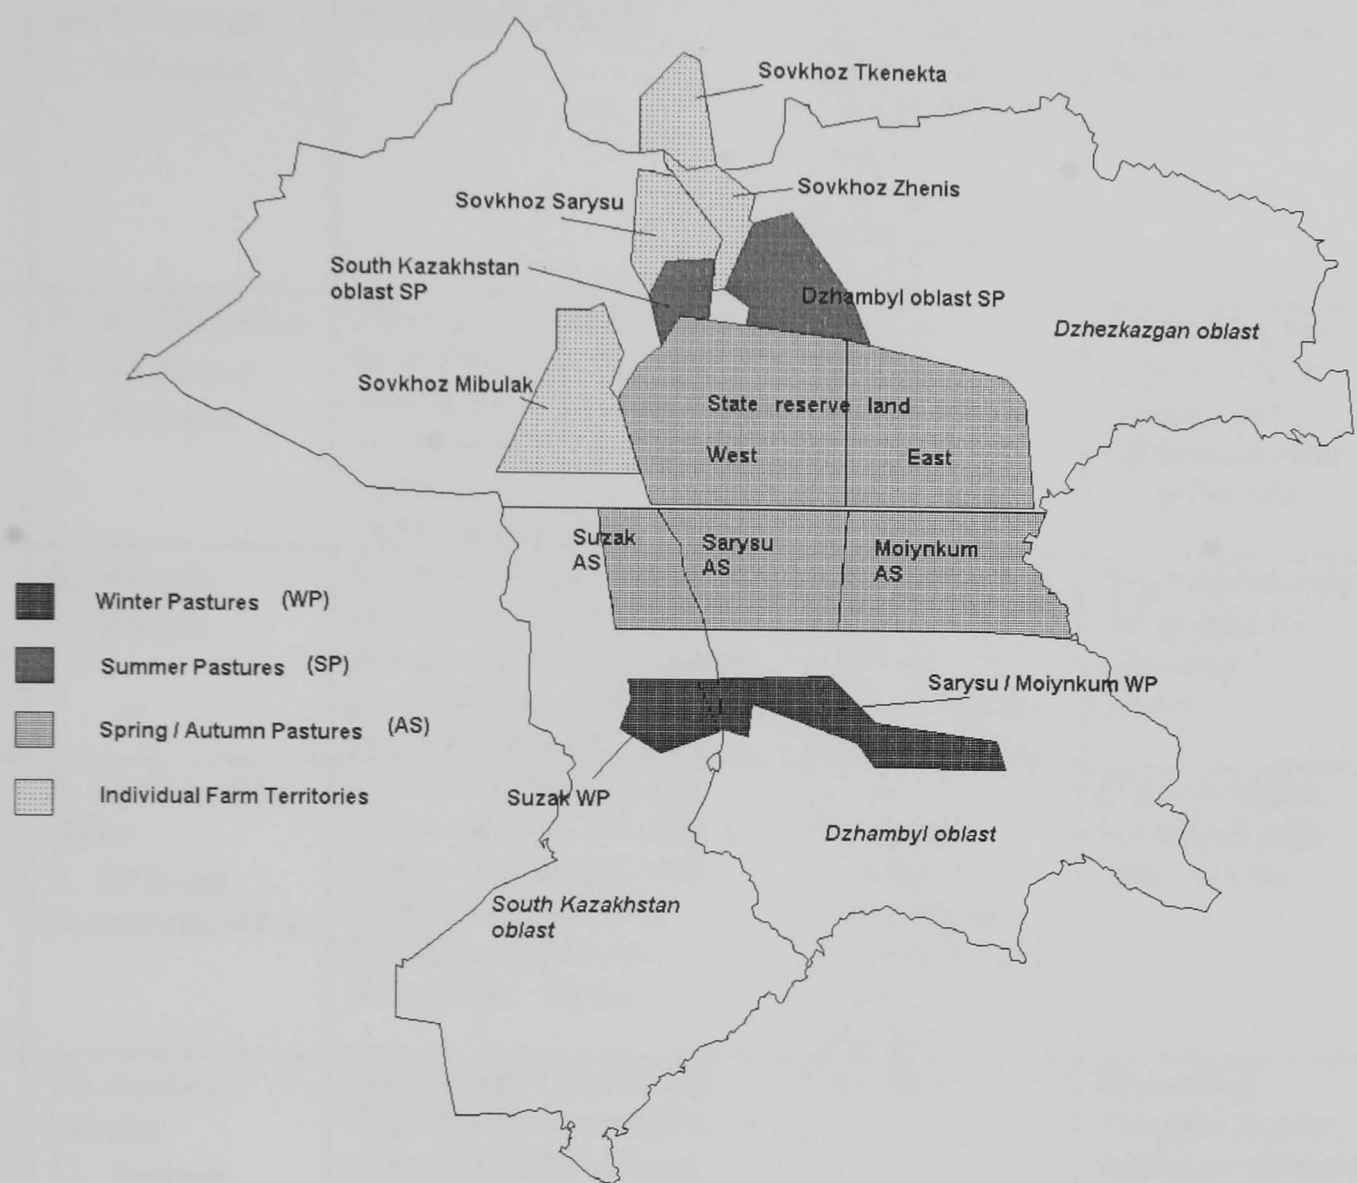 Sovkhoz Tkenekta
Sovkhoz Zhenis
Sovkhoz Sarysu
South Kazakhstan
oblast SP
Dzhambyl oblast SP
Dzhezkazgan oblast
Sovkhoz Mibulak
State reserve land
West
East
Suzak
AS
Sarysu
AS
Moiynkum
AS
Winter Pastures (WP)
Summer Pastures (SP)
Spring / Autumn Pastures (AS)
Individual Farm Territories
Sarysu / Moiynkum WP
Suzak WP
Dzhambyl oblast
South Kazakhstan
oblast